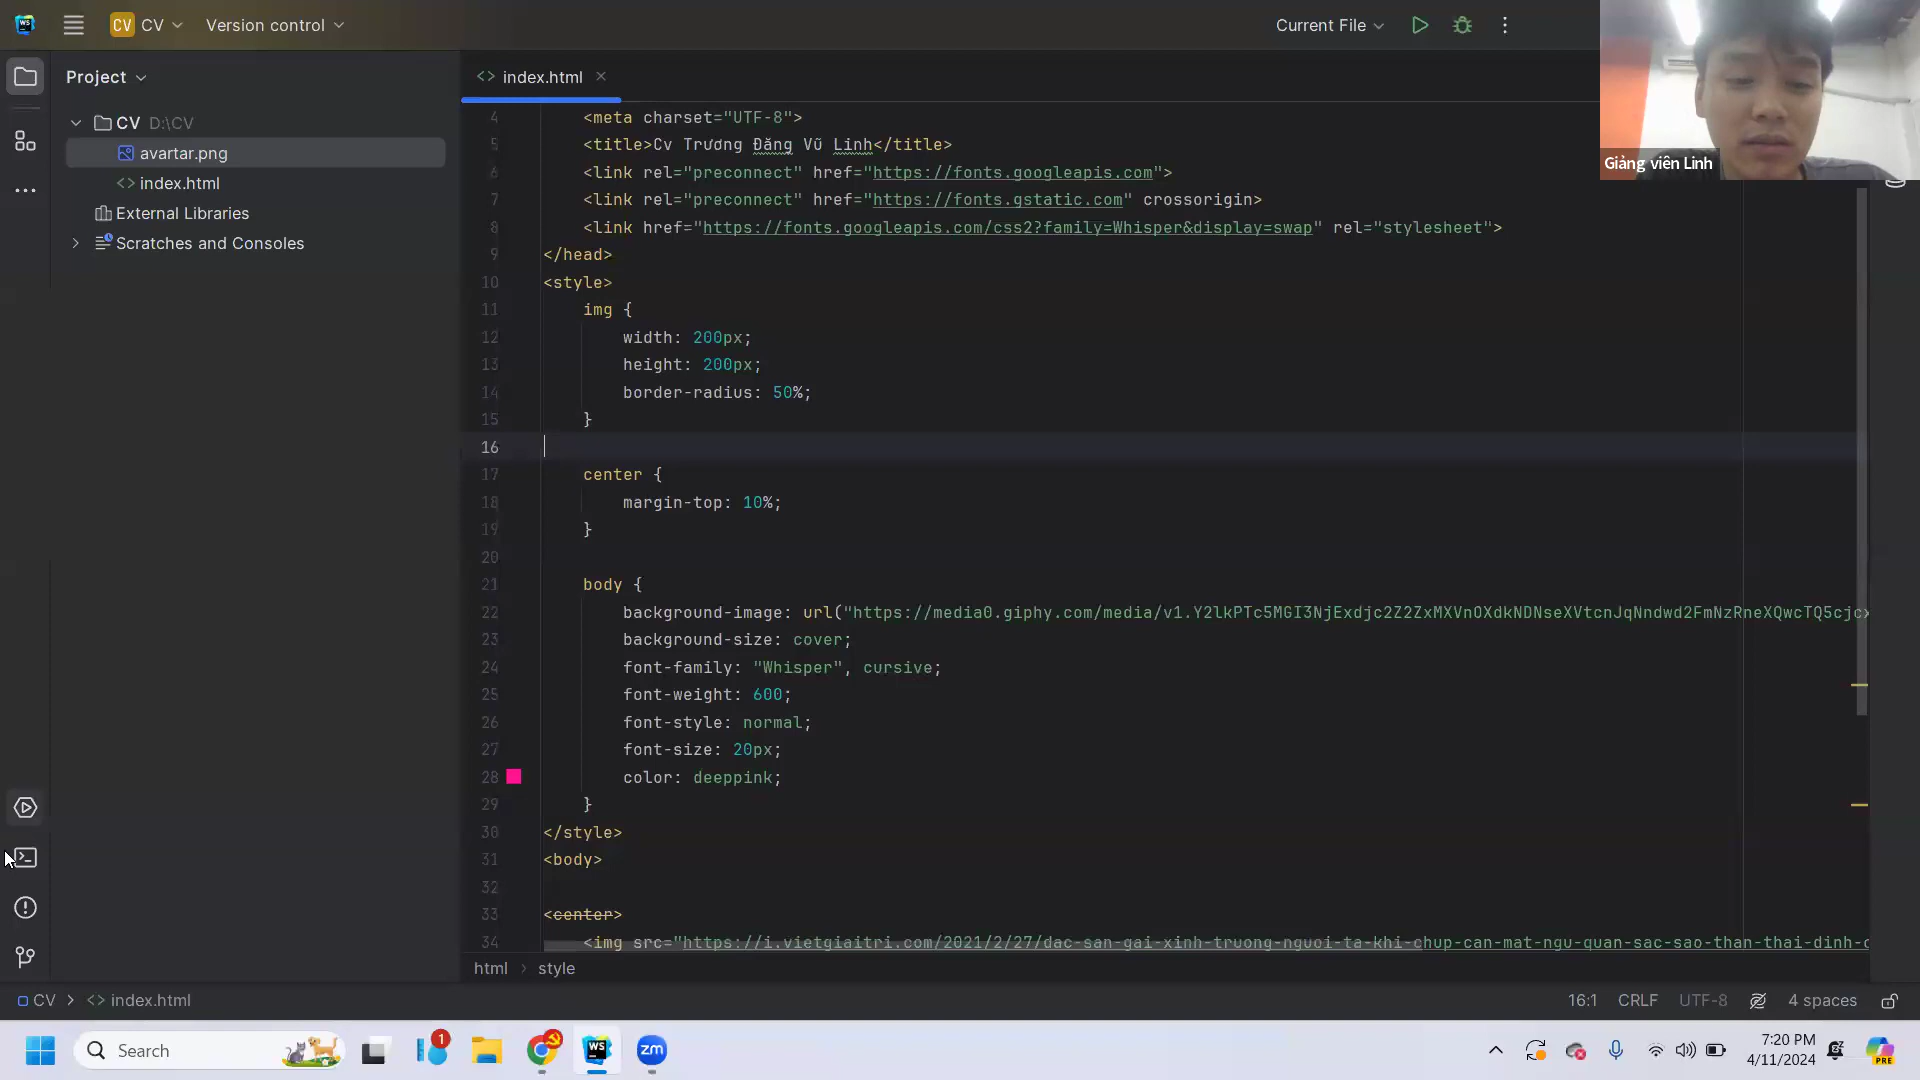 CV CV
Version control
Current File
Project
index.html
CV D:\CV
avartar.png
index.html
External Libraries
Scratches and Consoles
4 <meta charset="UTF-8">
5 <title>Cv Trương Đăng Vũ Linh</title>
6 <link rel="preconnect" href="https://fonts.googleapis.com">
7 <link rel="preconnect" href="https://fonts.gstatic.com" crossorigin>
8 <link href="https://fonts.googleapis.com/css2?family=Whisper&display=swap" rel="stylesheet">
9 </head>
10 <style>
11 img {
12 width: 200px;
13 height: 200px;
14 border-radius: 50%;
15 }
16
17 center {
18 margin-top: 10%;
19 }
20
21 body {
22 background-image: url("https://media0.giphy.com/media/v1.
23 background-size: cover;
24 font-family: "Whisper", cursive;
25 font-weight: 600;
26 font-style: normal;
27 font-size: 20px;
28 color: deeppink;
29 }
30 </style>
31 <body>
32
33 <center>
34 <img src="https://i.vietgiaitri.com/2021/2/27/dac-san-gai-xinh-truong-nguoi-ta-khi-chup-can-mat-ngu-quan-sac-sao-than-thai-dinh-c
html › style
CV › index.html
16:1 CRLF UTF-8 4 spaces
Giảng viên Linh
Search
1
WS
zm
7:20 PM
4/11/2024
PRE